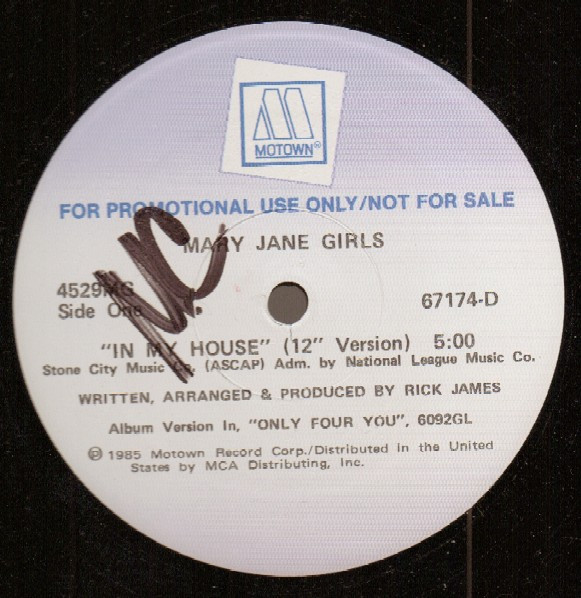 MOTOWN®
FOR PROMOTIONAL USE ONLY/NOT FOR SALE
MARY JANE GIRLS
4529MG
Side One
67174-D
"IN MY HOUSE" (12" Version) 5:00
Stone City Music Co. (ASCAP) Adm. by National League Music Co.
WRITTEN, ARRANGED & PRODUCED BY RICK JAMES
Album Version In, "ONLY FOUR YOU", 6092GL
℗ 1985 Motown Record Corp./Distributed in the United
States by MCA Distributing, Inc.